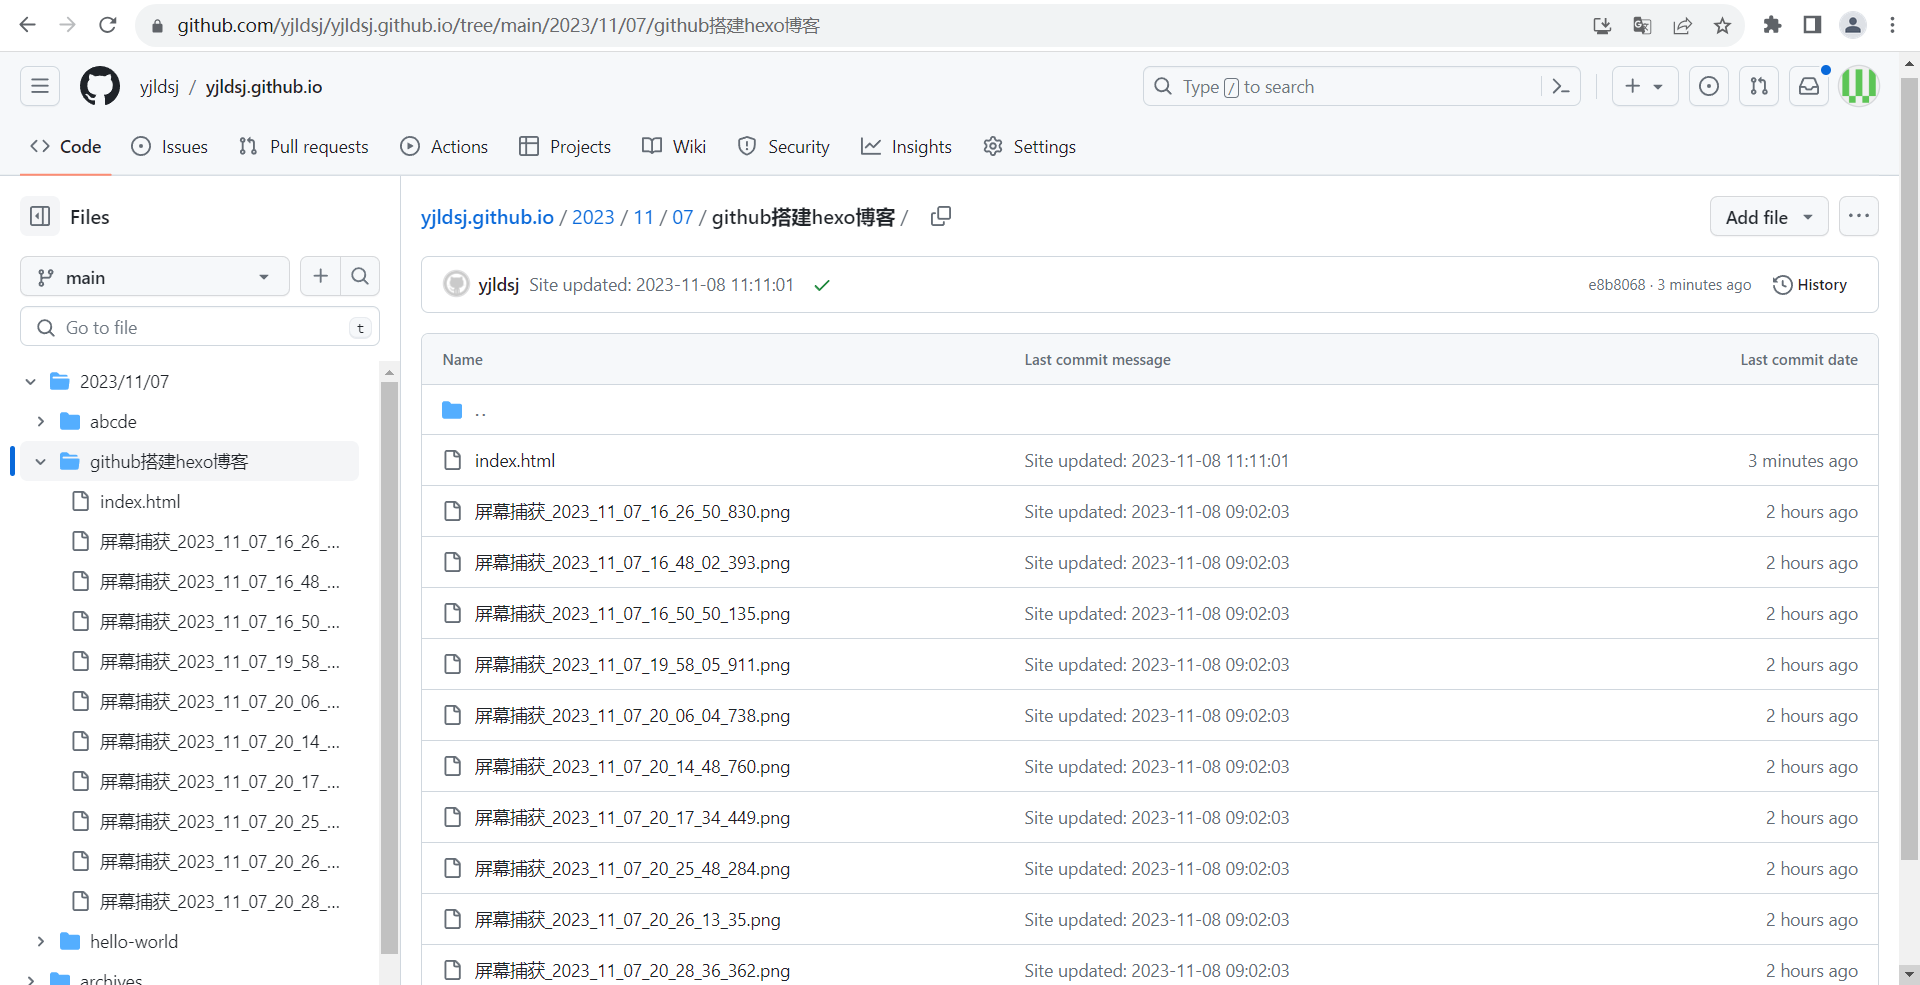 github.com/yjldsj/yjldsj.github.io/tree/main/2023/11/07/github搭建hexo博客
yjldsj / yjldsj.github.io
Type / to search
Code Issues Pull requests Actions Projects Wiki Security Insights Settings
Files
main
Go to file t
2023/11/07
abcde
github搭建hexo博客
index.html
屏幕捕获_2023_11_07_16_26_...
屏幕捕获_2023_11_07_16_48_...
屏幕捕获_2023_11_07_16_50_...
屏幕捕获_2023_11_07_19_58_...
屏幕捕获_2023_11_07_20_06_...
屏幕捕获_2023_11_07_20_14_...
屏幕捕获_2023_11_07_20_17_...
屏幕捕获_2023_11_07_20_25_...
屏幕捕获_2023_11_07_20_26_...
屏幕捕获_2023_11_07_20_28_...
hello-world
archives
yjldsj.github.io / 2023 / 11 / 07 / github搭建hexo博客 /
Add file
yjldsj Site updated: 2023-11-08 11:11:01
e8b8068 · 3 minutes ago History
Name Last commit message Last commit date
..
index.html Site updated: 2023-11-08 11:11:01 3 minutes ago
屏幕捕获_2023_11_07_16_26_50_830.png Site updated: 2023-11-08 09:02:03 2 hours ago
屏幕捕获_2023_11_07_16_48_02_393.png Site updated: 2023-11-08 09:02:03 2 hours ago
屏幕捕获_2023_11_07_16_50_50_135.png Site updated: 2023-11-08 09:02:03 2 hours ago
屏幕捕获_2023_11_07_19_58_05_911.png Site updated: 2023-11-08 09:02:03 2 hours ago
屏幕捕获_2023_11_07_20_06_04_738.png Site updated: 2023-11-08 09:02:03 2 hours ago
屏幕捕获_2023_11_07_20_14_48_760.png Site updated: 2023-11-08 09:02:03 2 hours ago
屏幕捕获_2023_11_07_20_17_34_449.png Site updated: 2023-11-08 09:02:03 2 hours ago
屏幕捕获_2023_11_07_20_25_48_284.png Site updated: 2023-11-08 09:02:03 2 hours ago
屏幕捕获_2023_11_07_20_26_13_35.png Site updated: 2023-11-08 09:02:03 2 hours ago
屏幕捕获_2023_11_07_20_28_36_362.png Site updated: 2023-11-08 09:02:03 2 hours ago